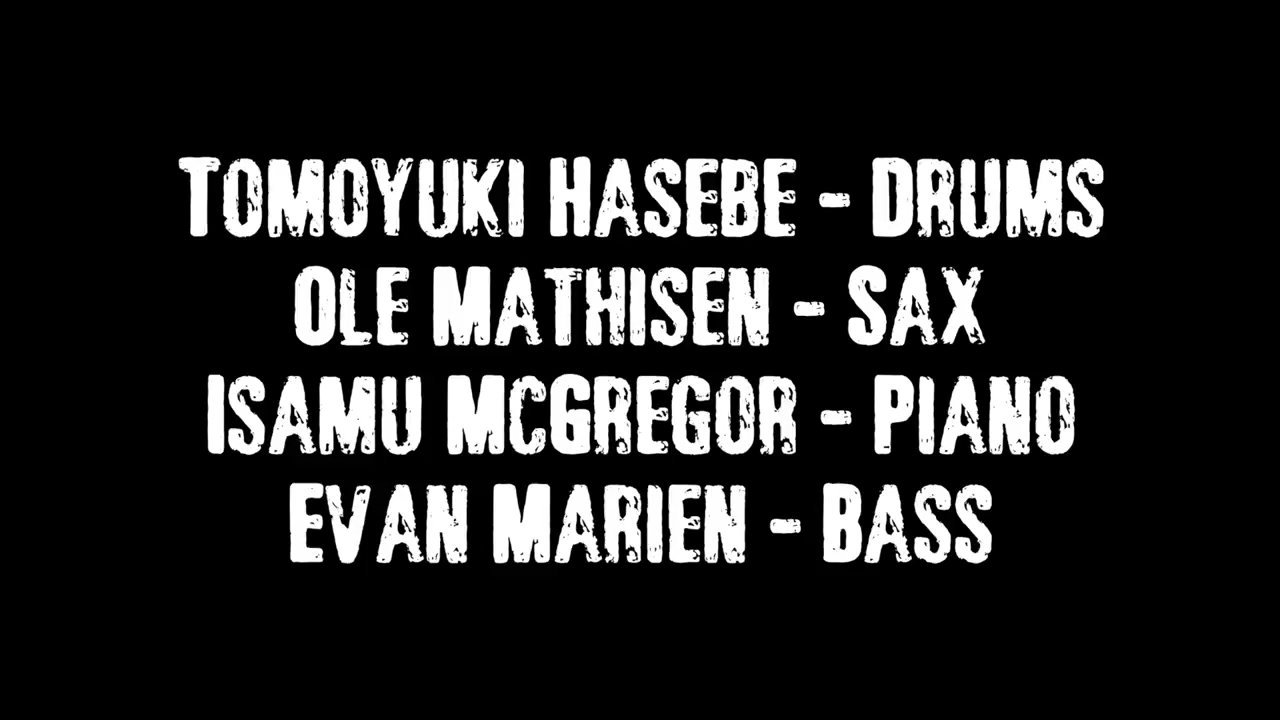 TOMOYUKI HASEBE - DRUMS
OLE MATHISEN - SAX
ISAMU MCGREGOR - PIANO
EVAN MARIEN - BASS